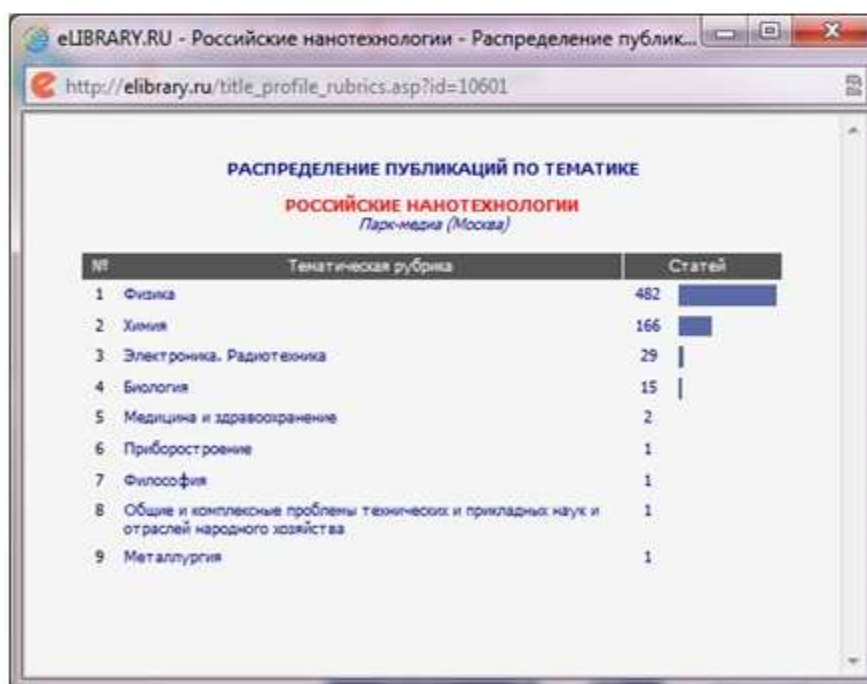 eLIBRARY.RU - Российские нанотехнологии - Распределение публик...
http://elibrary.ru/title_profile_rubrics.asp?id=10601
РАСПРЕДЕЛЕНИЕ ПУБЛИКАЦИЙ ПО ТЕМАТИКЕ
РОССИЙСКИЕ НАНОТЕХНОЛОГИИ
Парк-медиа (Москва)
№ Тематическая рубрика Статей
1 Физика 482
2 Химия 166
3 Электроника. Радиотехника 29
4 Биология 15
5 Медицина и здравоохранение 2
6 Приборостроение 1
7 Философия 1
8 Общие и комплексные проблемы технических и прикладных наук и 1
отраслей народного хозяйства
9 Металлургия 1